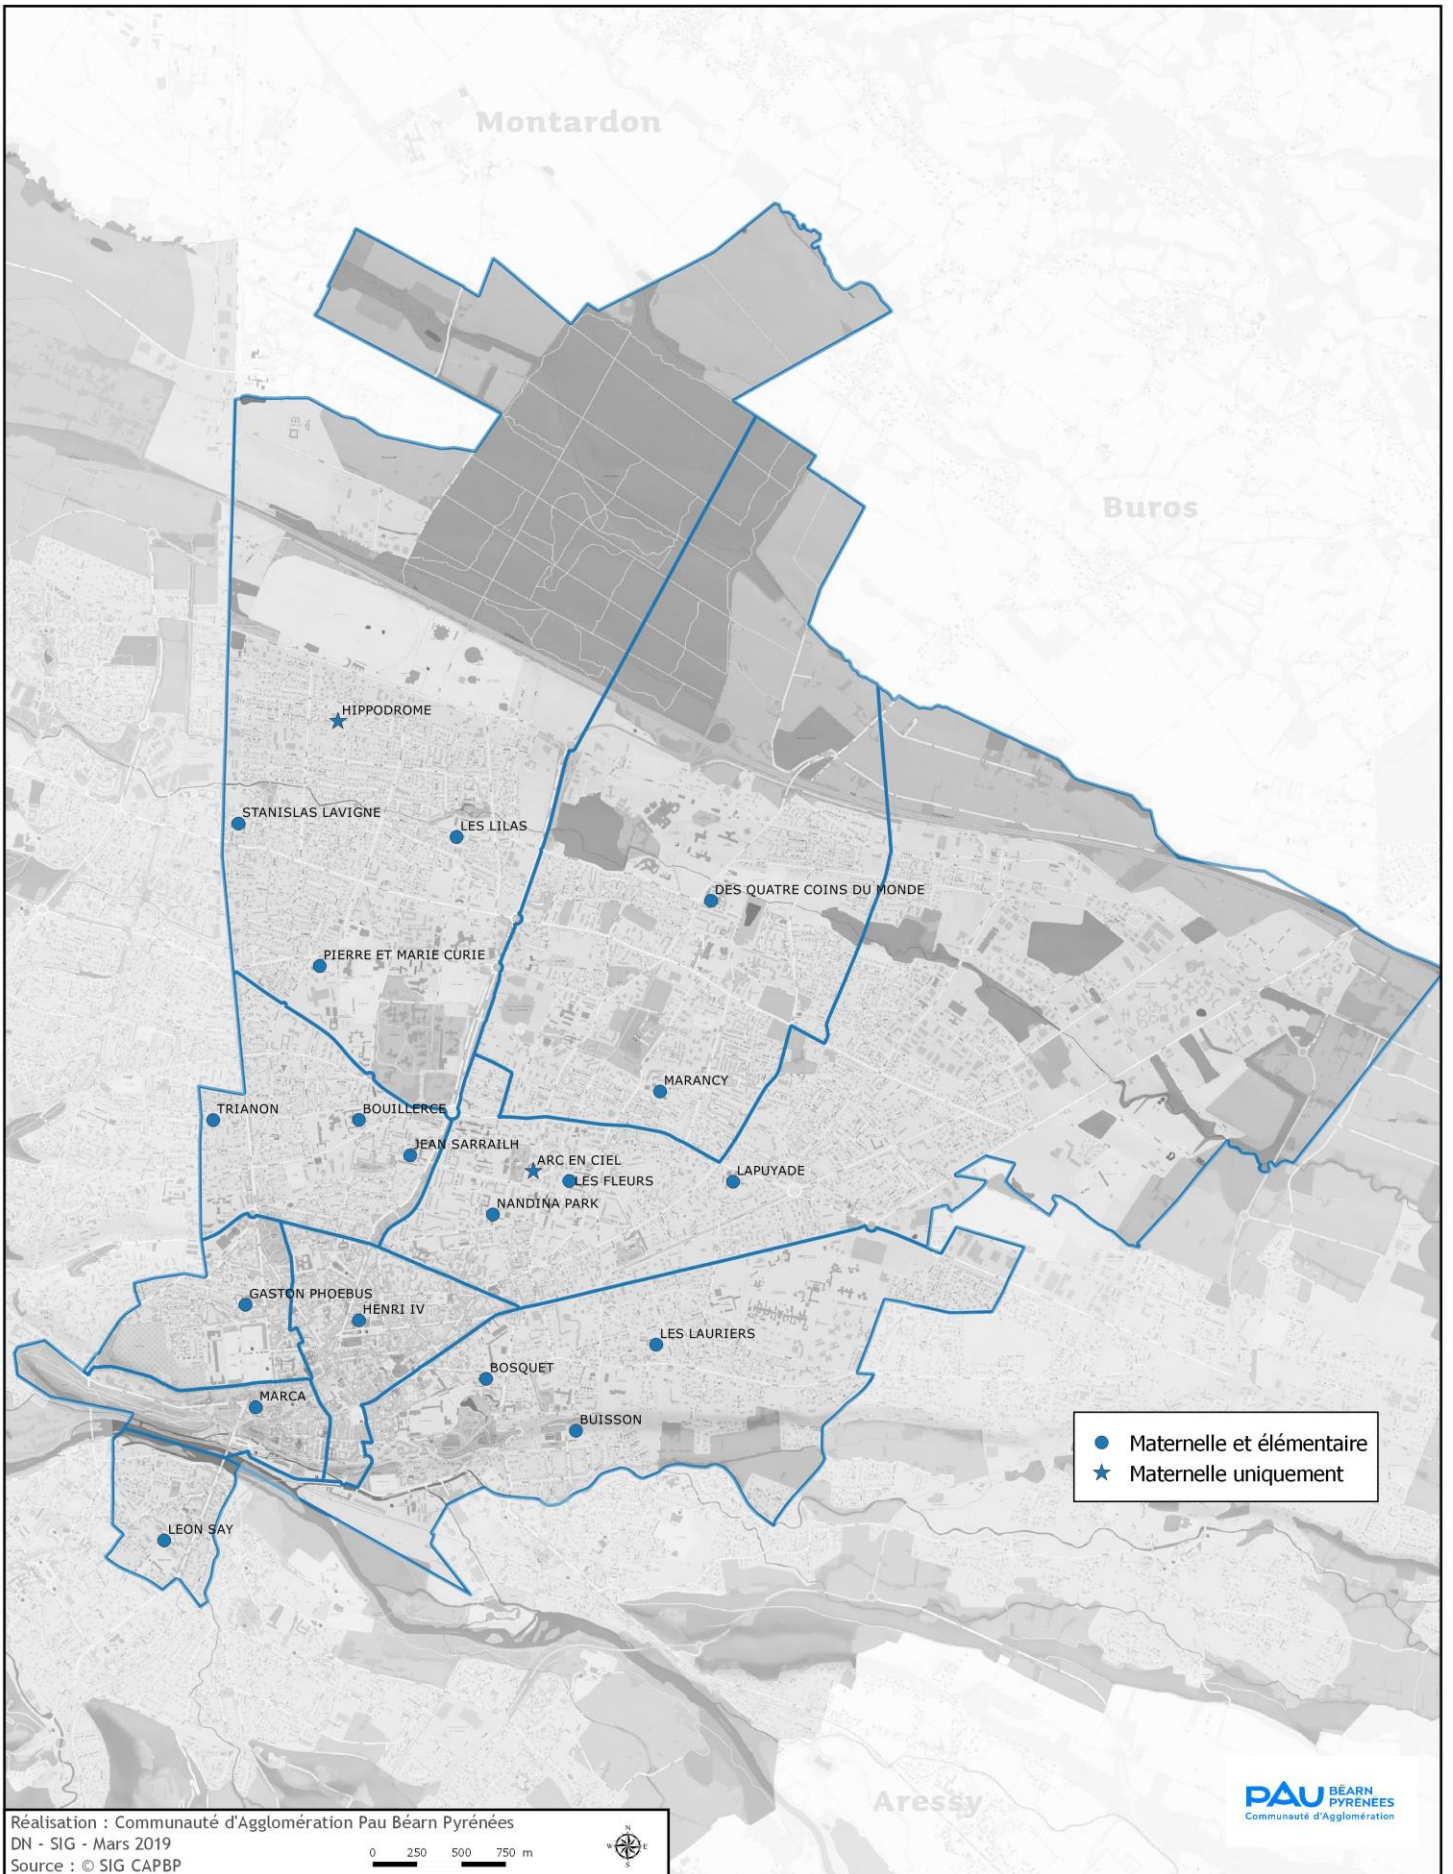 Montardon
Buros
HIPPODROME
STANISLAS LAVIGNE
LES LILAS
DES QUATRE COINS DU MONDE
PIERRE ET MARIE CURIE
MARANCY
TRIANON
BOUILLERCE
JEAN SARRAILH
ARC EN CIEL
LES FLEURS
LAPUYADE
NANDINA PARK
GASTON PHOEBUS
HENRI IV
LES LAURIERS
BOSQUET
MARCA
BUISSON
LEON SAY
Maternelle et élémentaire
Maternelle uniquement
Aressy
PAU BÉARN
PYRÉNÉES
Communauté d'Agglomération
Réalisation : Communauté d'Agglomération Pau Béarn Pyrénées
DN - SIG - Mars 2019
Source : © SIG CAPBP
0 250 500 750 m
N
W E
S